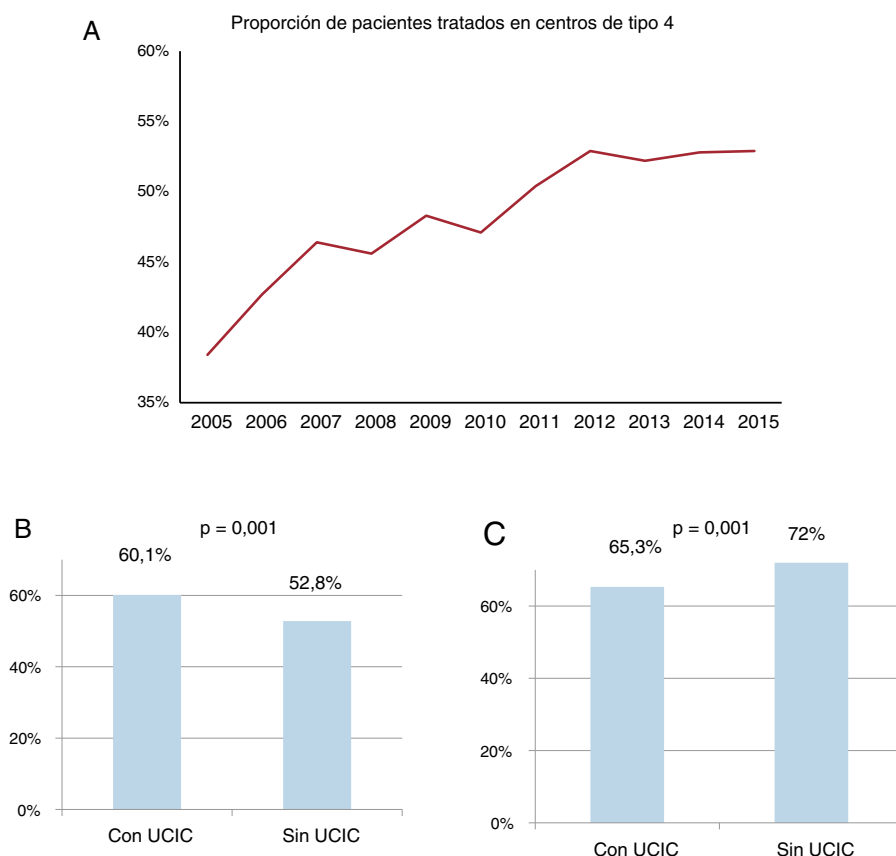 A
Proporción de pacientes tratados en centros de tipo 4
60%
55%
50%
45%
40%
35%
2005 2006 2007 2008 2009 2010 2011 2012 2013 2014 2015
B
p = 0,001
60,1%
52,8%
60%
40%
20%
0%
Con UCIC Sin UCIC
C
p = 0,001
65,3%
72%
60%
40%
20%
0%
Con UCIC Sin UCIC